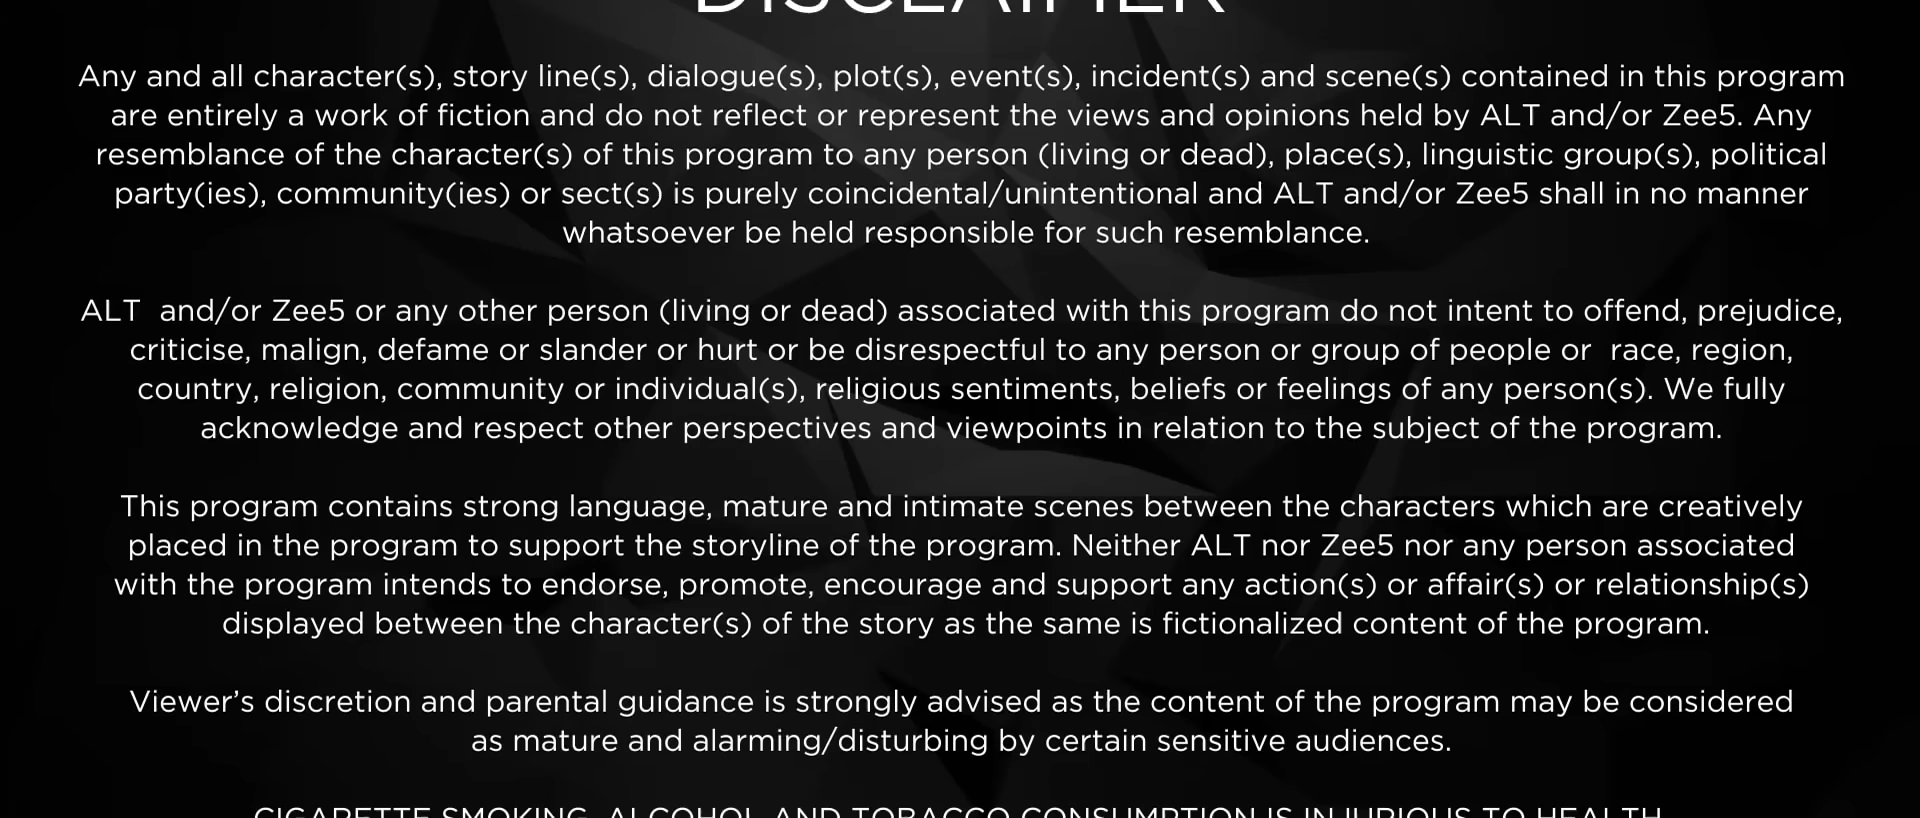 DISCLAIMER
Any and all character(s), story line(s), dialogue(s), plot(s), event(s), incident(s) and scene(s) contained in this program
are entirely a work of fiction and do not reflect or represent the views and opinions held by ALT and/or Zee5. Any
resemblance of the character(s) of this program to any person (living or dead), place(s), linguistic group(s), political
party(ies), community(ies) or sect(s) is purely coincidental/unintentional and ALT and/or Zee5 shall in no manner
whatsoever be held responsible for such resemblance.
ALT and/or Zee5 or any other person (living or dead) associated with this program do not intent to offend, prejudice,
criticise, malign, defame or slander or hurt or be disrespectful to any person or group of people or race, region,
country, religion, community or individual(s), religious sentiments, beliefs or feelings of any person(s). We fully
acknowledge and respect other perspectives and viewpoints in relation to the subject of the program.
This program contains strong language, mature and intimate scenes between the characters which are creatively
placed in the program to support the storyline of the program. Neither ALT nor Zee5 nor any person associated
with the program intends to endorse, promote, encourage and support any action(s) or affair(s) or relationship(s)
displayed between the character(s) of the story as the same is fictionalized content of the program.
Viewer’s discretion and parental guidance is strongly advised as the content of the program may be considered
as mature and alarming/disturbing by certain sensitive audiences.
CIGARETTE SMOKING, ALCOHOL AND TOBACCO CONSUMPTION IS INJURIOUS TO HEALTH